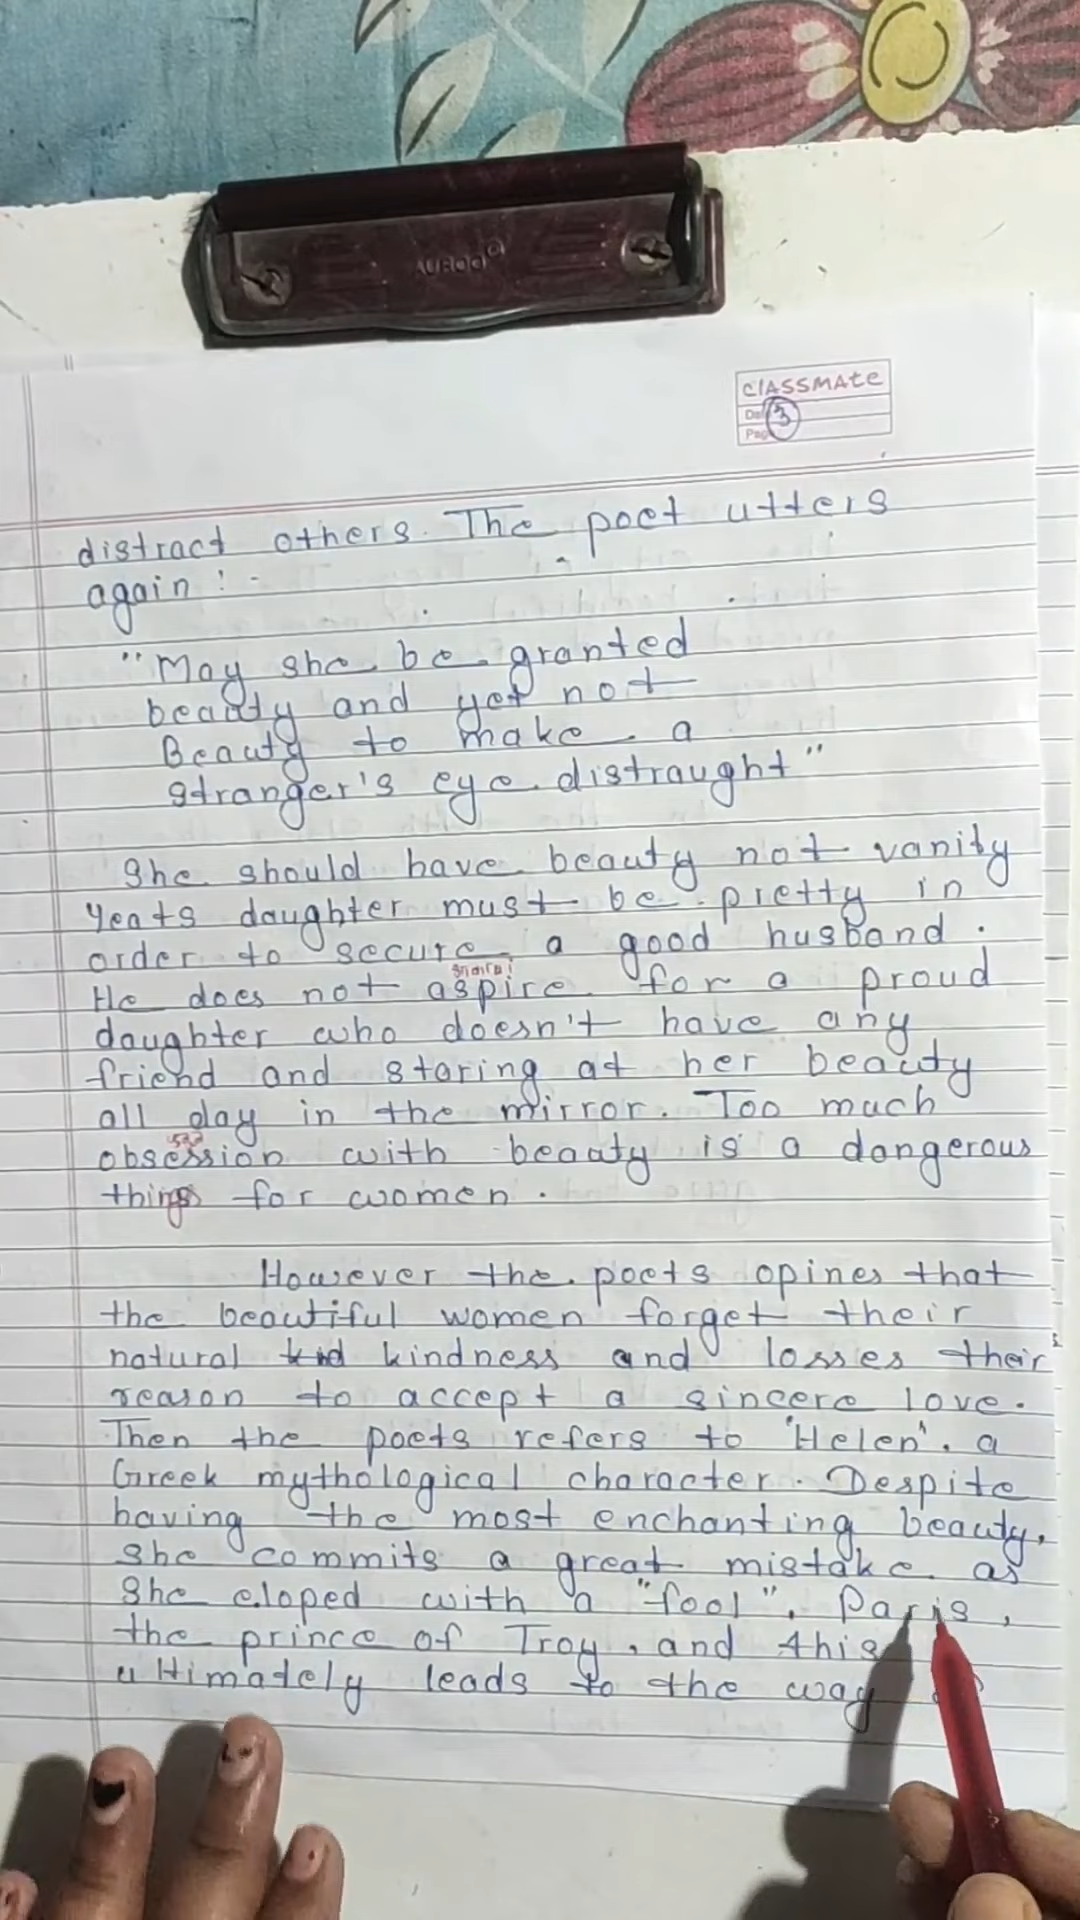 AURod
CLASSMATE
Da
Page
3
distract others. The poet utters
again :-
"May she be granted
beauty and yet not
Beauty to make a
stranger's eye distraught"
She should have beauty not vanity
Yeats daughter must be pretty in
order to secure a good husband.
He does not aspire for a proud
daughter who doesn't have any
friend and staring at her beauty
all day in the mirror. Too much
obsession with beauty is a dangerous
things for women.
However the poets opines that
the beautiful women forget their
natural kindness and losses their
reason to accept a sincere love.
Then the poets refers to 'Helen', a
Greek mythological character. Despite
having the most enchanting beauty,
she commits a great mistake as
she eloped with a "fool", Paris,
the prince of Troy, and this
ultimately leads to the way